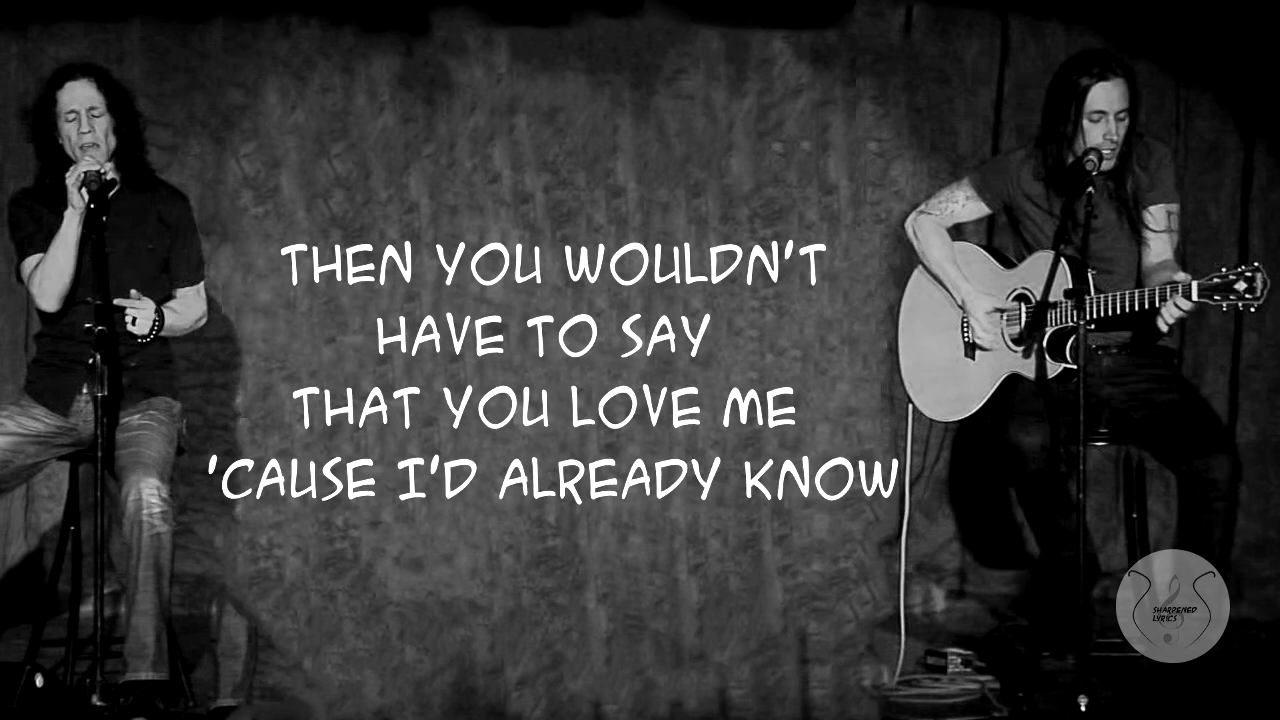 THEN YOU WOULDN'T
HAVE TO SAY
THAT YOU LOVE ME
'CAUSE I'D ALREADY KNOW
SHARPENED
LYRICS